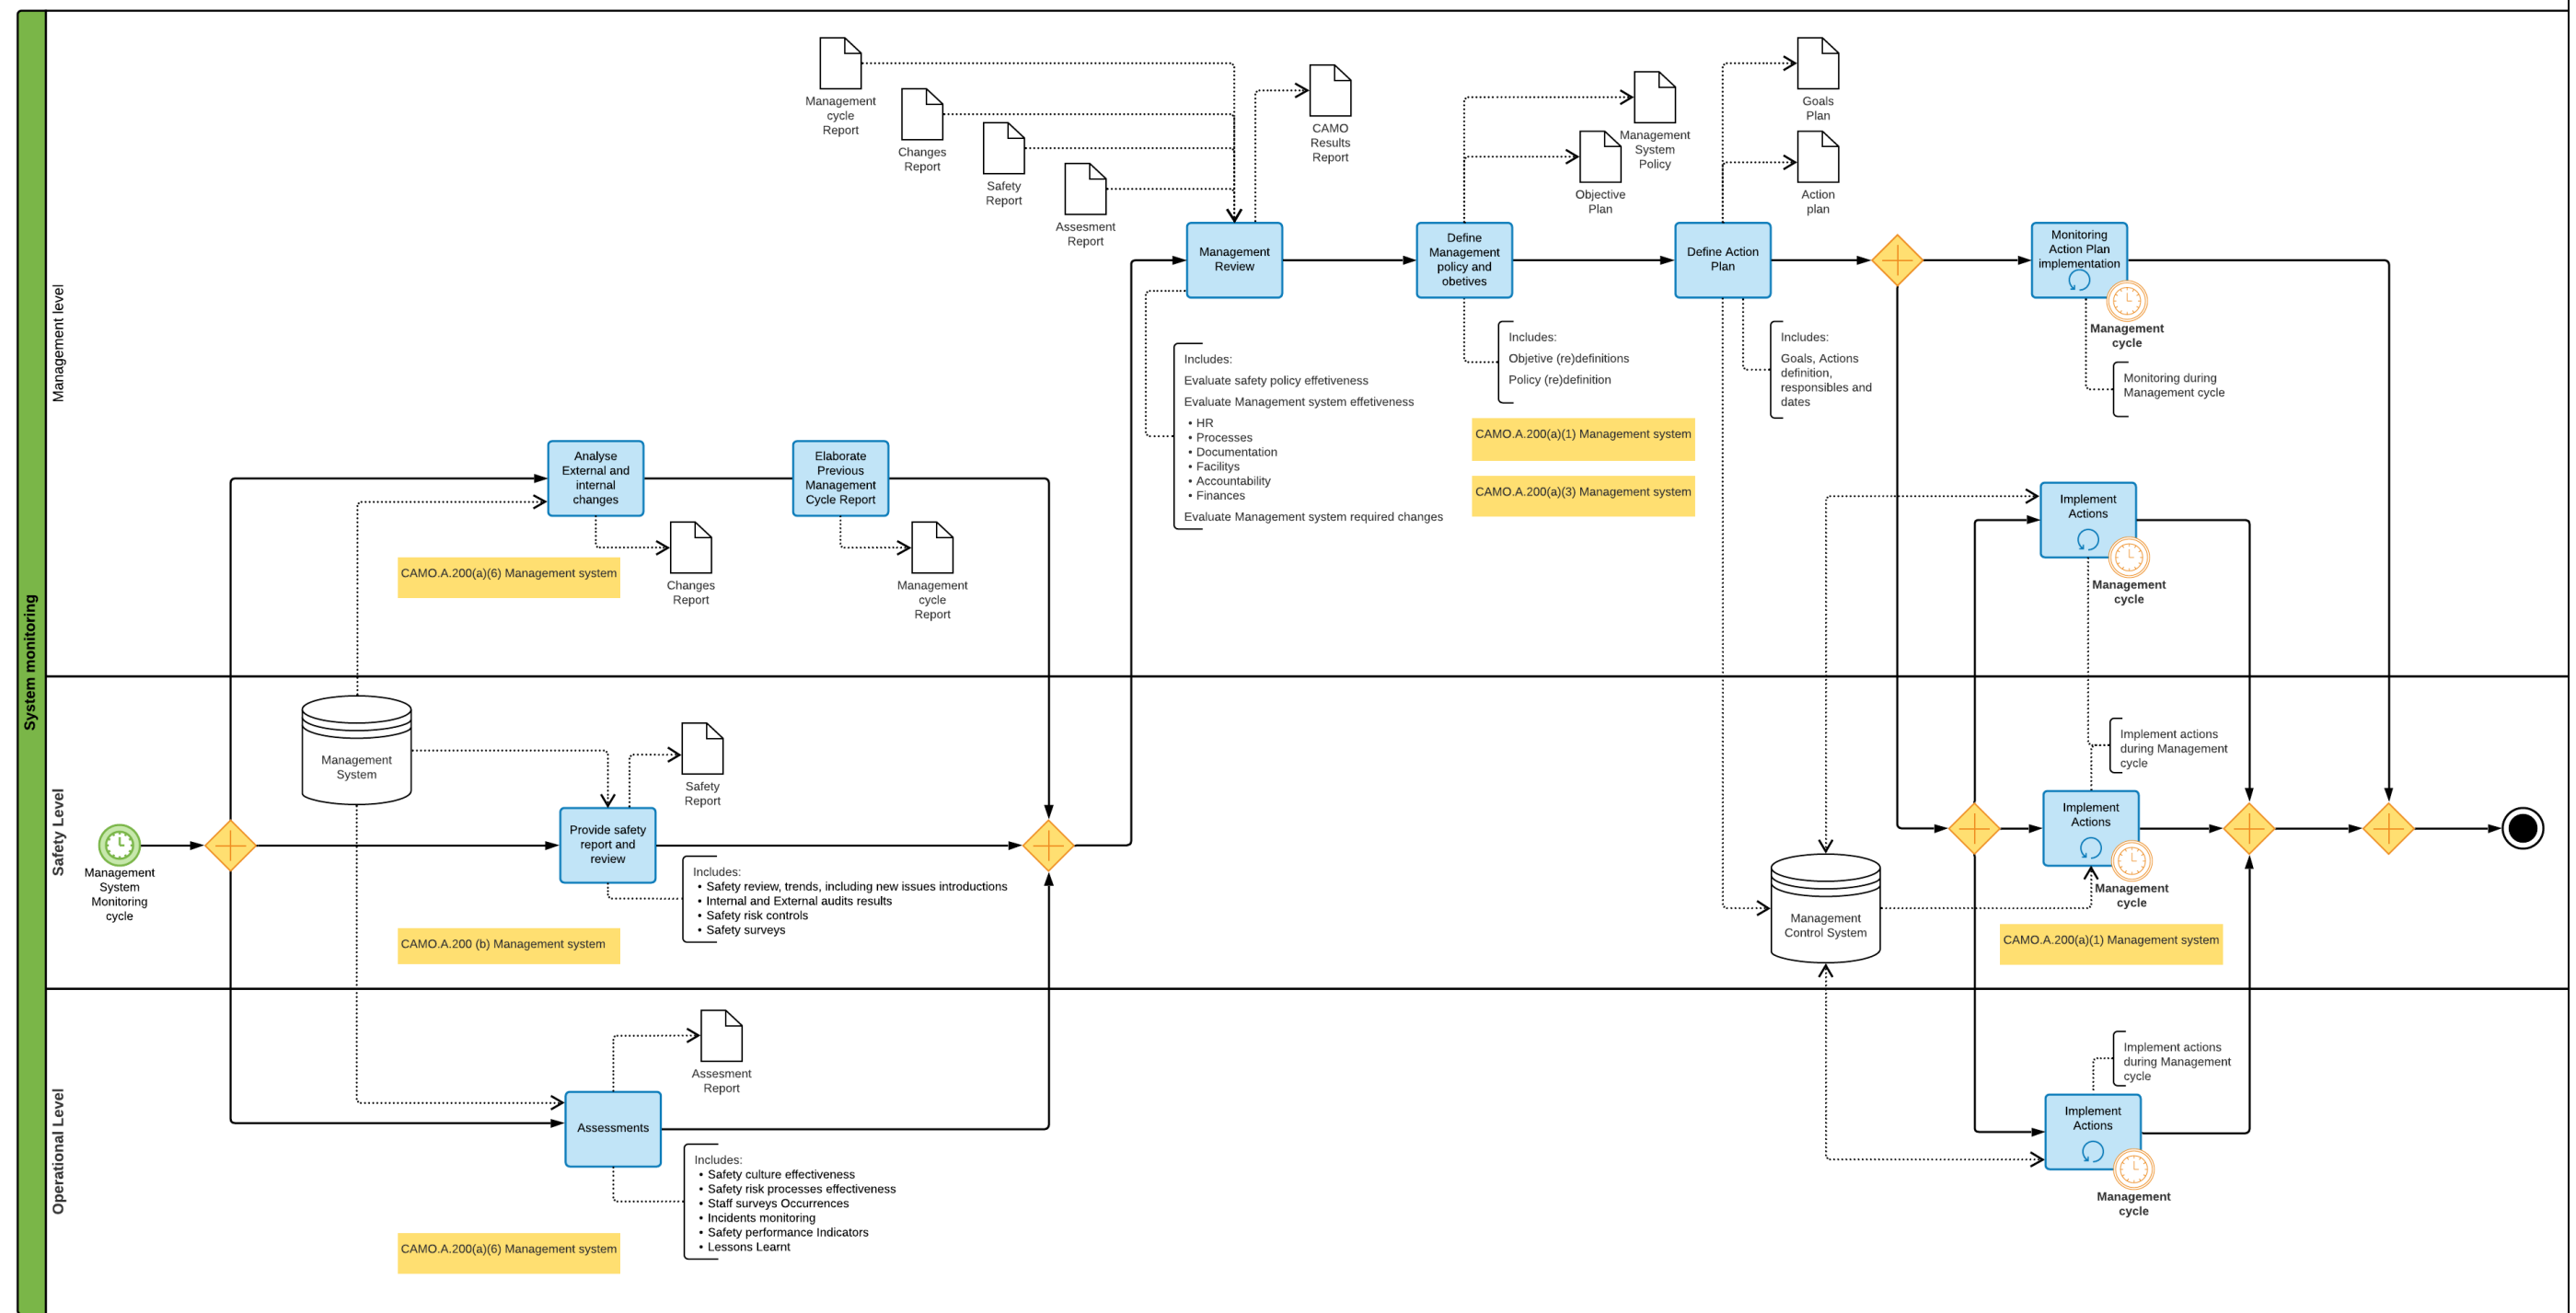 System monitoring
Management level
Management
cycle
Report
Changes
Report
Safety
Report
Assesment
Report
CAMO
Results
Report
Management
System
Policy
Objective
Plan
Goals
Plan
Action
plan
Management
Review
Define
Management
policy and
obetives
Define Action
Plan
Monitoring
Action Plan
implementation
Management
cycle
Monitoring during
Management cycle
Includes:
Evaluate safety policy effetiveness
Evaluate Management system effetiveness
• HR
• Processes
• Documentation
• Facilitys
• Accountability
• Finances
Evaluate Management system required changes
Includes:
Objetive (re)definitions
Policy (re)definition
Includes:
Goals, Actions
definition,
responsibles and
dates
CAMO.A.200(a)(1) Management system
CAMO.A.200(a)(3) Management system
Analyse
External and
internal
changes
Elaborate
Previous
Management
Cycle Report
Changes
Report
Management
cycle
Report
CAMO.A.200(a)(6) Management system
Implement
Actions
Management
cycle
Safety Level
Management
System
Monitoring
cycle
Management
System
Safety
Report
Provide safety
report and
review
Includes:
• Safety review, trends, including new issues introductions
• Internal and External audits results
• Safety risk controls
• Safety surveys
CAMO.A.200 (b) Management system
Implement actions
during Management
cycle
Implement
Actions
Management
cycle
Management
Control System
CAMO.A.200(a)(1) Management system
Operational Level
Assesment
Report
Assessments
Includes:
• Safety culture effectiveness
• Safety risk processes effectiveness
• Staff surveys Occurrences
• Incidents monitoring
• Safety performance Indicators
• Lessons Learnt
CAMO.A.200(a)(6) Management system
Implement actions
during Management
cycle
Implement
Actions
Management
cycle